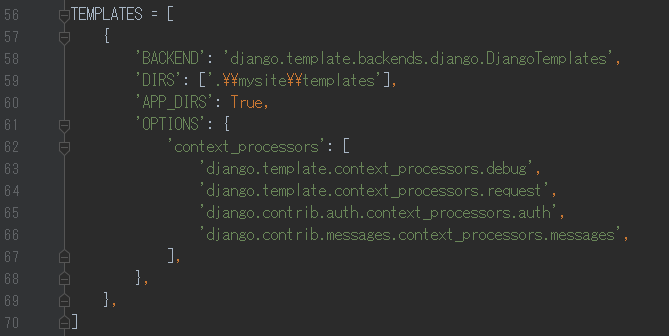 56 TEMPLATES = [
57     {
58         'BACKEND': 'django.template.backends.django.DjangoTemplates',
59         'DIRS': ['.¥¥mysite¥¥templates'],
60         'APP_DIRS': True,
61         'OPTIONS': {
62             'context_processors': [
63                 'django.template.context_processors.debug',
64                 'django.template.context_processors.request',
65                 'django.contrib.auth.context_processors.auth',
66                 'django.contrib.messages.context_processors.messages',
67             ],
68         },
69     },
70 ]